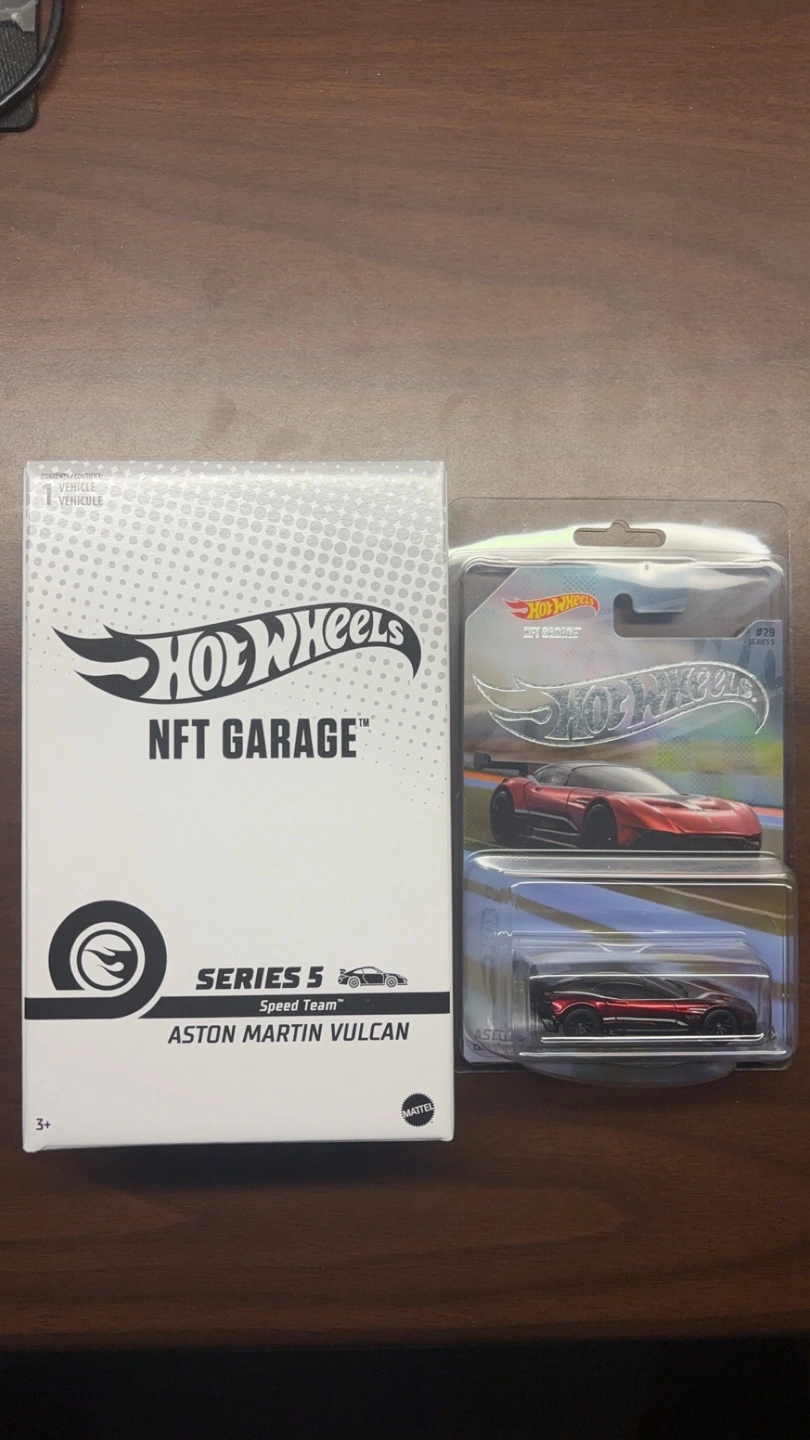 CONTENTS/CONTIENT:
1 VEHICLE
VÉHICULE
HOT WHEELS
NFT GARAGE™
SERIES 5
Speed Team™
ASTON MARTIN VULCAN
3+
MATTEL
HOT WHEELS
NFT GARAGE
#28
SERIES 5
HOT WHEELS